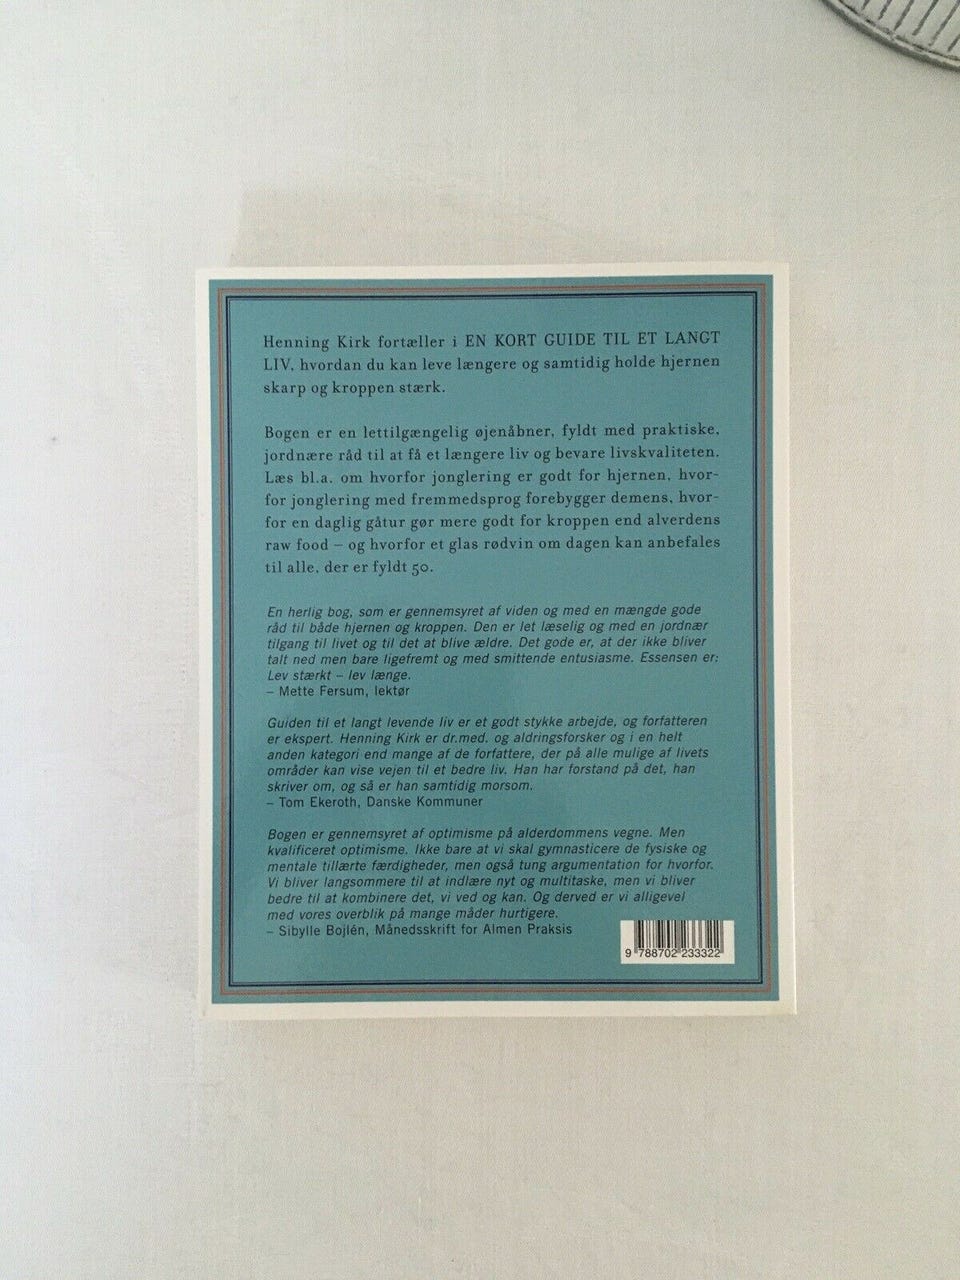 Henning Kirk fortæller i EN KORT GUIDE TIL ET LANGT
LIV, hvordan du kan leve længere og samtidig holde hjernen
skarp og kroppen stærk.
Bogen er en lettilgængelig øjenåbner, fyldt med praktiske,
jordnære råd til at få et længere liv og bevare livskvaliteten.
Læs bl.a. om hvorfor jonglering er godt for hjernen, hvor-
for jonglering med fremmedsprog forebygger demens, hvor-
for en daglig gåtur gør mere godt for kroppen end alverdens
raw food – og hvorfor et glas rødvin om dagen kan anbefales
til alle, der er fyldt 50.
En herlig bog, som er gennemsyret af viden og med en mængde gode
råd til både hjernen og kroppen. Den er let læselig og med en jordnær
tilgang til livet og til det at blive ældre. Det gode er, at der ikke bliver
talt ned men bare ligefremt og med smittende entusiasme. Essensen er:
Lev stærkt – lev længe.
– Mette Fersum, lektør
Guiden til et langt levende liv er et godt stykke arbejde, og forfatteren
er ekspert. Henning Kirk er dr.med. og aldringsforsker og i en helt
anden kategori end mange af de forfattere, der på alle mulige af livets
områder kan vise vejen til et bedre liv. Han har forstand på det, han
skriver om, og så er han samtidig morsom.
– Tom Ekeroth, Danske Kommuner
Bogen er gennemsyret af optimisme på alderdommens vegne. Men
kvalificeret optimisme. Ikke bare at vi skal gymnasticere de fysiske og
mentale tillærte færdigheder, men også tung argumentation for hvorfor.
Vi bliver langsommere til at indlære nyt og multitaske, men vi bliver
bedre til at kombinere det, vi ved og kan. Og derved er vi alligevel
med vores overblik på mange måder hurtigere.
– Sibylle Bojlén, Månedsskrift for Almen Praksis
9 788702 233322